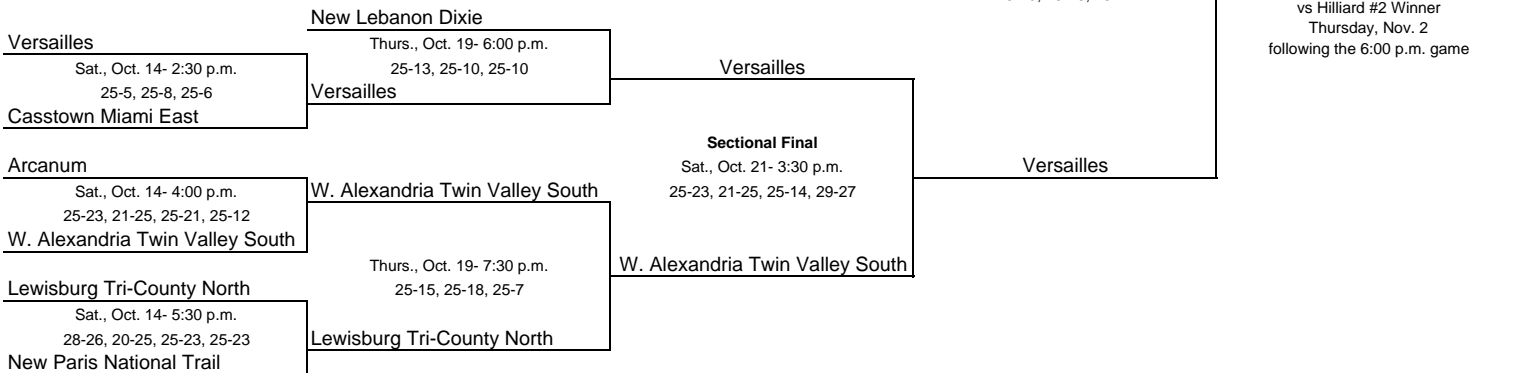 New Lebanon Dixie
Versailles
Thurs., Oct. 19- 6:00 p.m.
Sat., Oct. 14- 2:30 p.m.
25-13, 25-10, 25-10
Versailles
25-5, 25-8, 25-6
Versailles
Casstown Miami East
Sectional Final
Arcanum
Sat., Oct. 21- 3:30 p.m.
Versailles
Sat., Oct. 14- 4:00 p.m.
W. Alexandria Twin Valley South
25-23, 21-25, 25-14, 29-27
25-23, 21-25, 25-21, 25-12
W. Alexandria Twin Valley South
Thurs., Oct. 19- 7:30 p.m.
W. Alexandria Twin Valley South
Lewisburg Tri-County North
25-15, 25-18, 25-7
Sat., Oct. 14- 5:30 p.m.
28-26, 20-25, 25-23, 25-23
Lewisburg Tri-County North
New Paris National Trail
vs Hilliard #2 Winner
Thursday, Nov. 2
following the 6:00 p.m. game